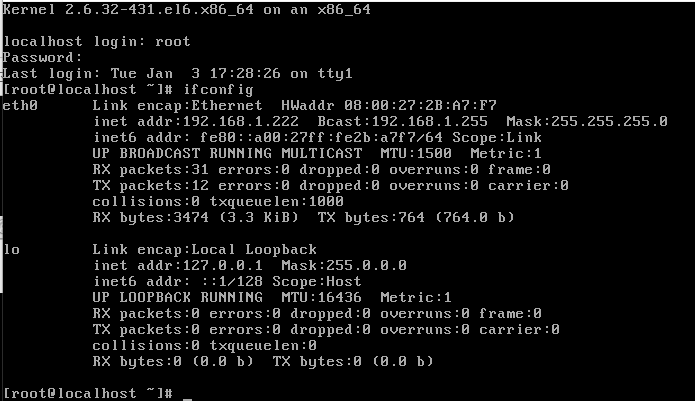 Kernel 2.6.32-431.el6.x86_64 on an x86_64
localhost login: root
Password:
Last login: Tue Jan  3 17:28:26 on tty1
[root@localhost ~]# ifconfig
eth0      Link encap:Ethernet  HWaddr 08:00:27:2B:A7:F7
          inet addr:192.168.1.222  Bcast:192.168.1.255  Mask:255.255.255.0
          inet6 addr: fe80::a00:27ff:fe2b:a7f7/64 Scope:Link
          UP BROADCAST RUNNING MULTICAST  MTU:1500  Metric:1
          RX packets:31 errors:0 dropped:0 overruns:0 frame:0
          TX packets:12 errors:0 dropped:0 overruns:0 carrier:0
          collisions:0 txqueuelen:1000
          RX bytes:3474 (3.3 KiB)  TX bytes:764 (764.0 b)
lo        Link encap:Local Loopback
          inet addr:127.0.0.1  Mask:255.0.0.0
          inet6 addr: ::1/128 Scope:Host
          UP LOOPBACK RUNNING  MTU:16436  Metric:1
          RX packets:0 errors:0 dropped:0 overruns:0 frame:0
          TX packets:0 errors:0 dropped:0 overruns:0 carrier:0
          collisions:0 txqueuelen:0
          RX bytes:0 (0.0 b)  TX bytes:0 (0.0 b)
[root@localhost ~]# _